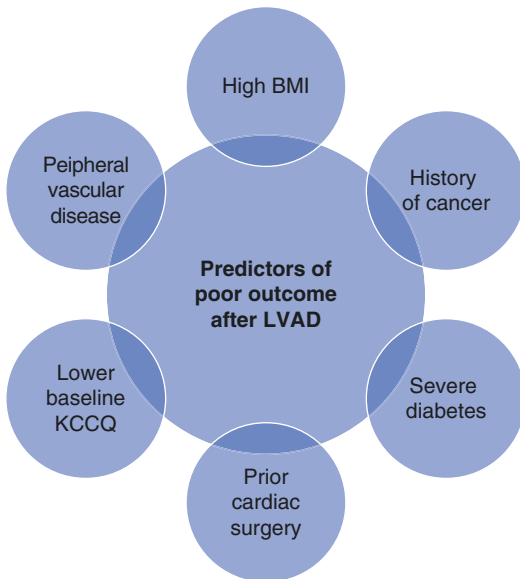 High BMI
Peipheral
vascular
disease
History
of cancer
Predictors of
poor outcome
after LVAD
Lower
baseline
KCCQ
Severe
diabetes
Prior
cardiac
surgery